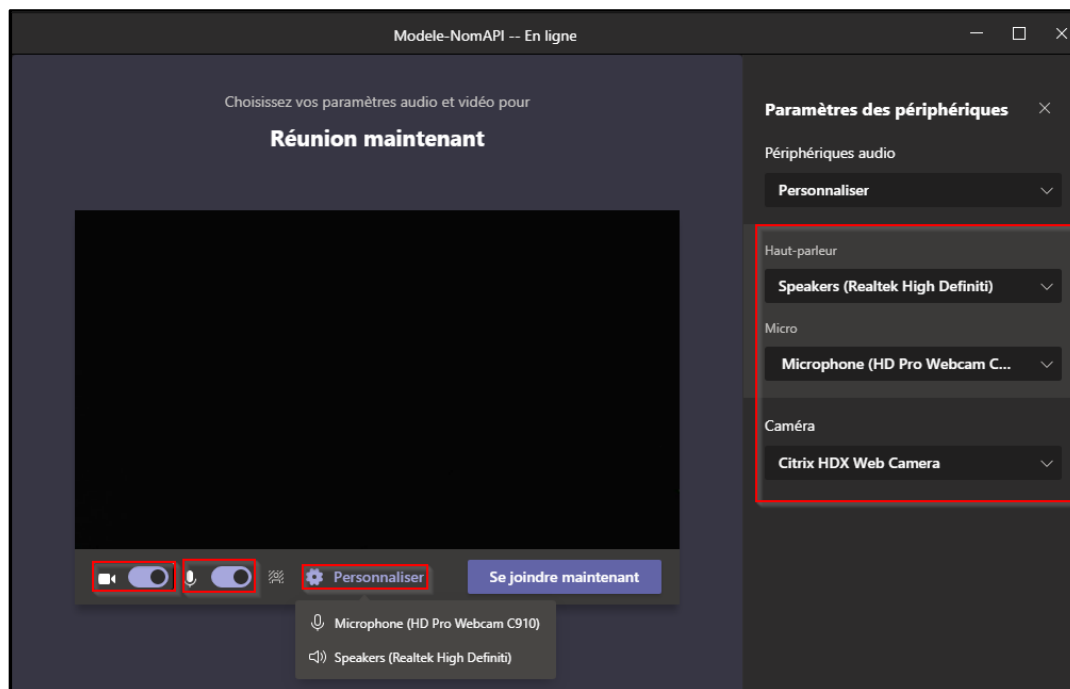 Modele-NomAPI -- En ligne
Choisissez vos paramètres audio et vidéo pour
Réunion maintenant
Personnaliser
Se joindre maintenant
Microphone (HD Pro Webcam C910)
Speakers (Realtek High Definiti)
Paramètres des périphériques
Périphériques audio
Personnaliser
Haut-parleur
Speakers (Realtek High Definiti)
Micro
Microphone (HD Pro Webcam C...
Caméra
Citrix HDX Web Camera